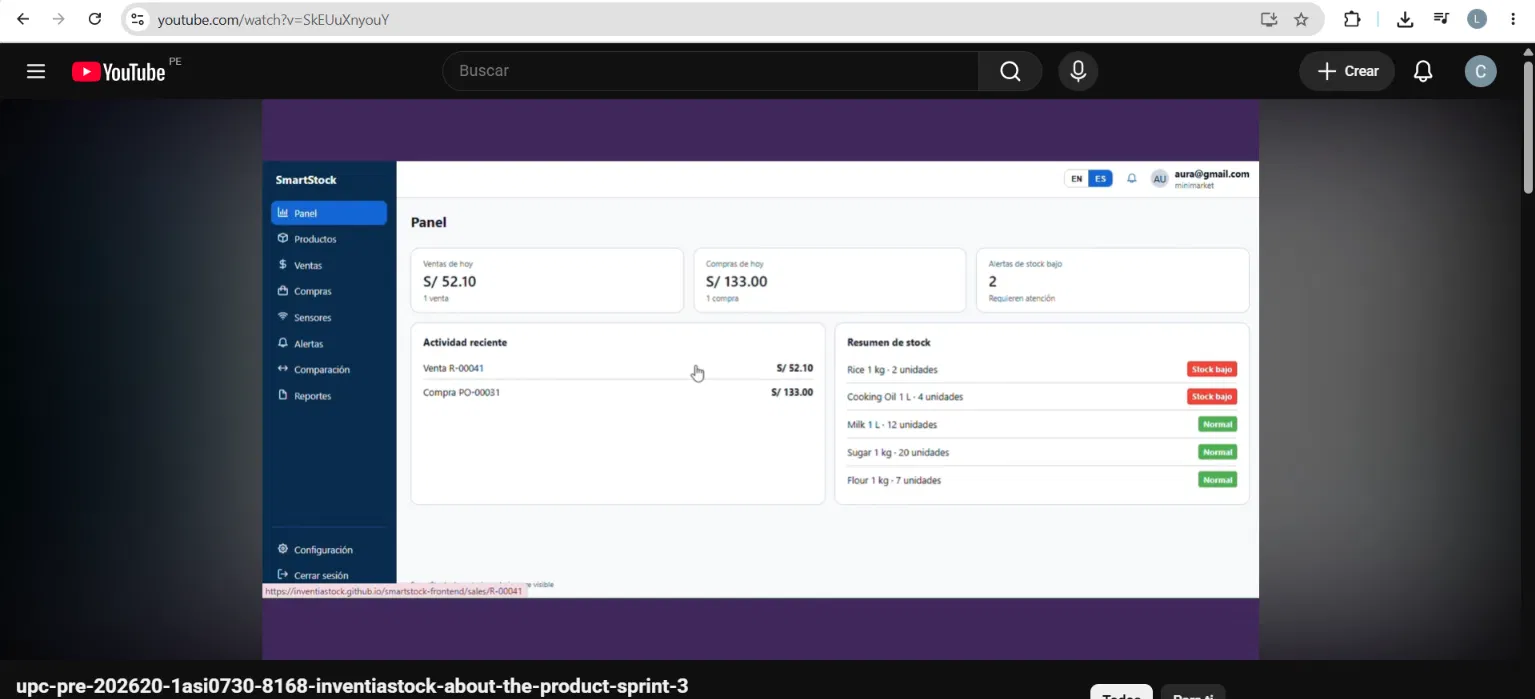 youtube.com/watch?v=SkEUuXnyouY
L
YouTube PE
Buscar
Crear
C
SmartStock
EN ES
AU
aura@gmail.com
minimarket
Panel
Productos
Ventas
Compras
Sensores
Alertas
Comparación
Reportes
Configuración
Cerrar sesión
Panel
Ventas de hoy
S/ 52.10
1 venta
Compras de hoy
S/ 133.00
1 compra
Alertas de stock bajo
2
Requieren atención
Actividad reciente
Venta R-00041 S/ 52.10
Compra PO-00031 S/ 133.00
Resumen de stock
Rice 1 kg · 2 unidades Stock bajo
Cooking Oil 1 L · 4 unidades Stock bajo
Milk 1 L · 12 unidades Normal
Sugar 1 kg · 20 unidades Normal
Flour 1 kg · 7 unidades Normal
visible
https://inventiastock.github.io/smartstock-frontend/sales/R-00041
upc-pre-202620-1asi0730-8168-inventiastock-about-the-product-sprint-3
Todos
Para ti